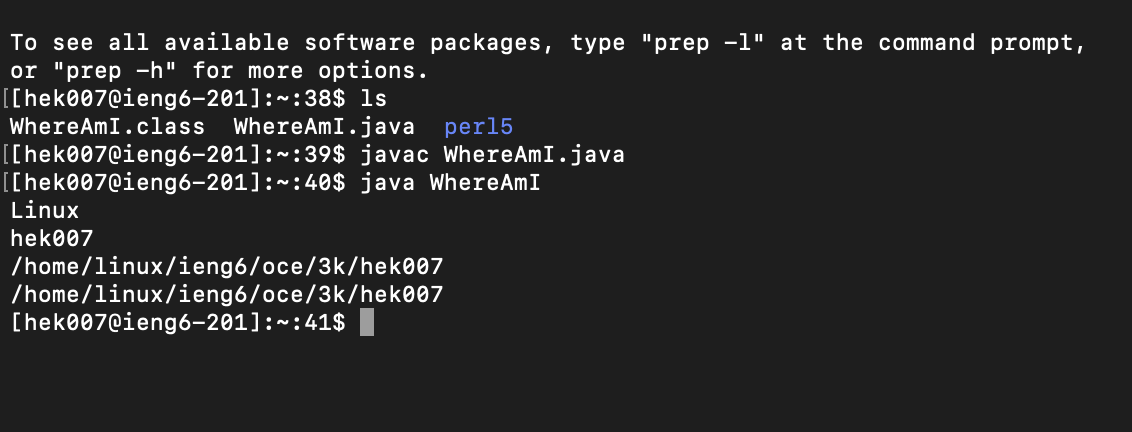 To see all available software packages, type "prep -l" at the command prompt,
or "prep -h" for more options.
[[hek007@ieng6-201]:~:38$ ls
WhereAmI.class  WhereAmI.java  perl5
[[hek007@ieng6-201]:~:39$ javac WhereAmI.java
[[hek007@ieng6-201]:~:40$ java WhereAmI
Linux
hek007
/home/linux/ieng6/oce/3k/hek007
/home/linux/ieng6/oce/3k/hek007
[hek007@ieng6-201]:~:41$